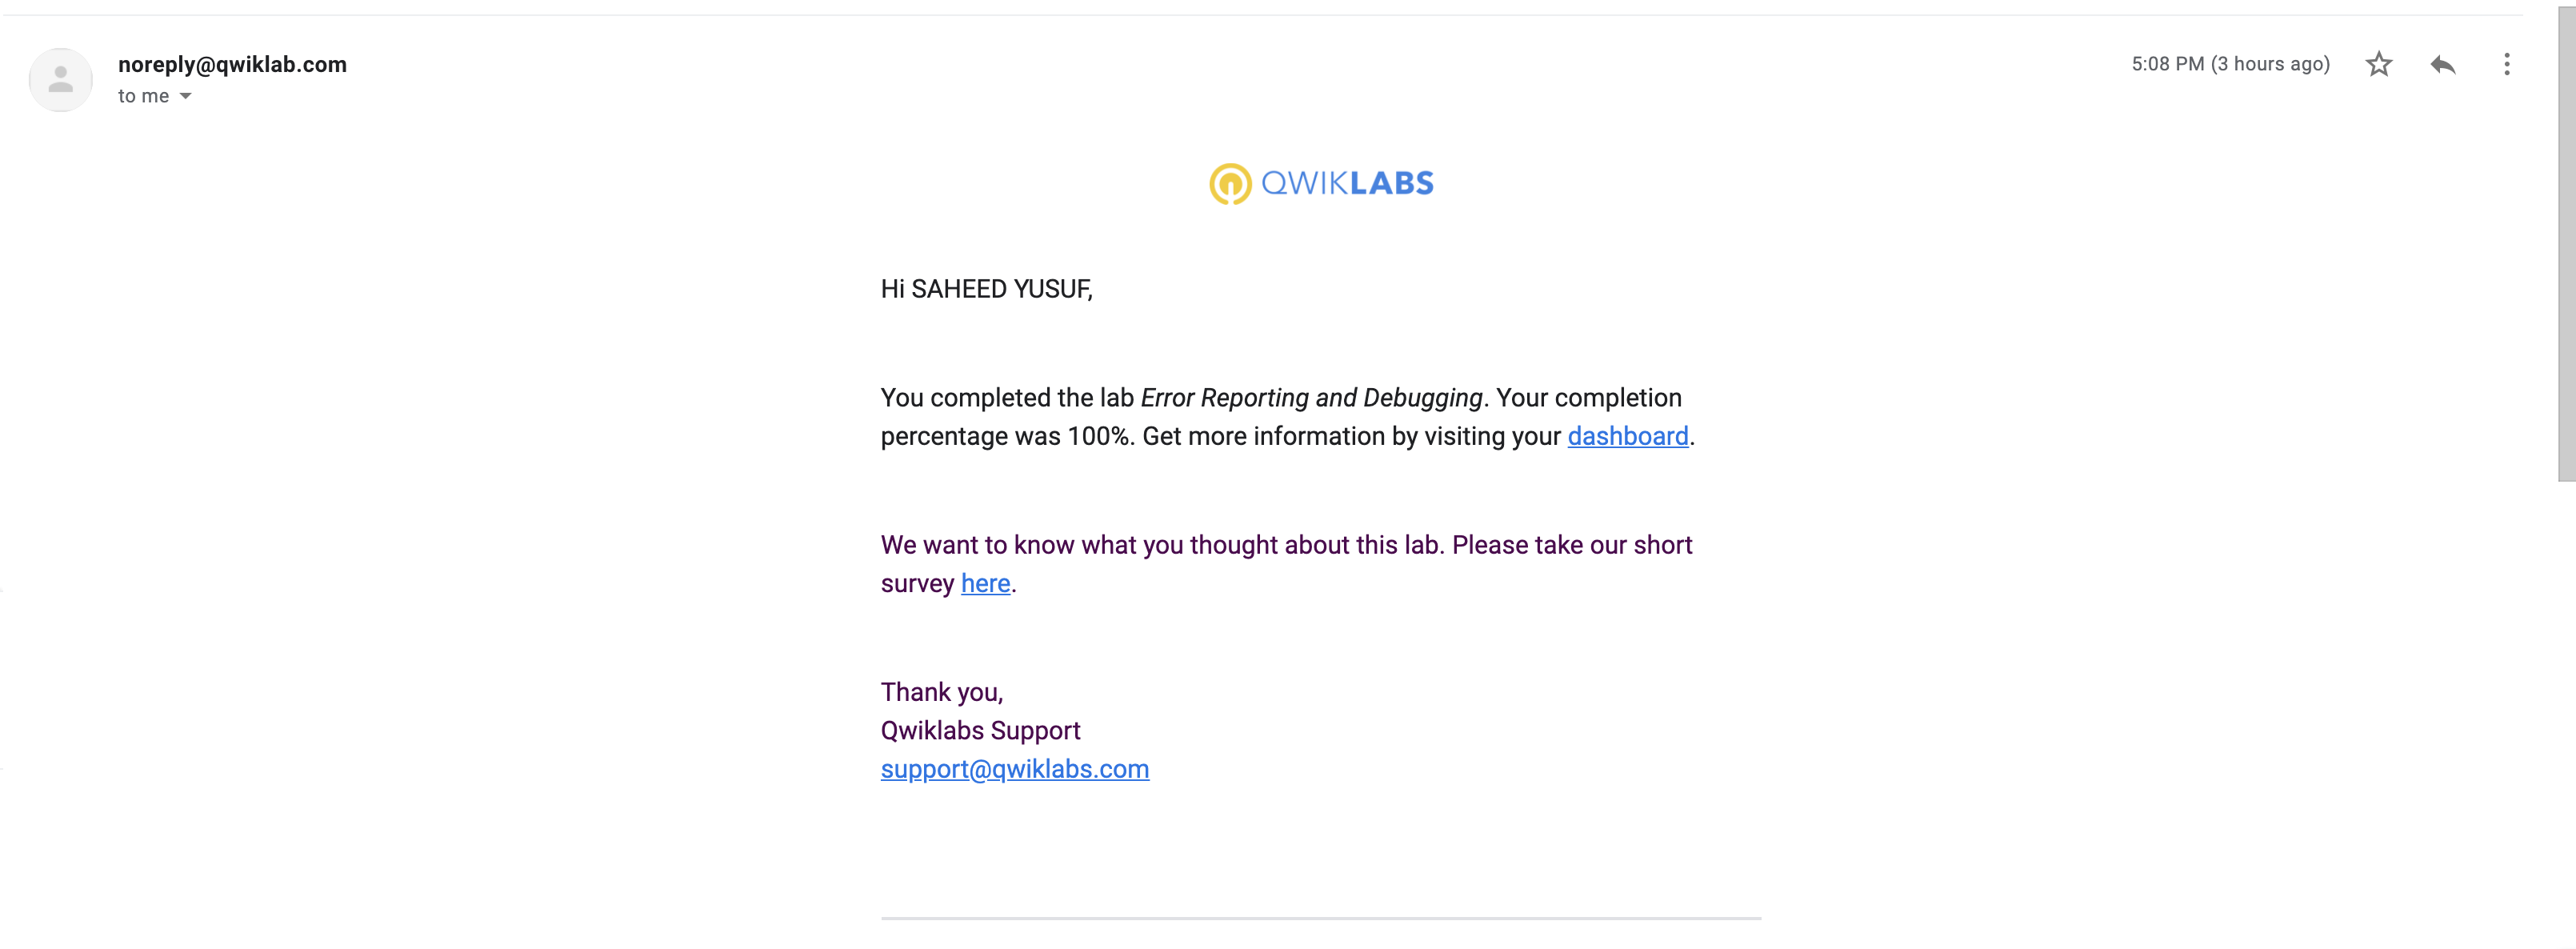 noreply@qwiklab.com
5:08 PM (3 hours ago)
to me
QWIKLABS
Hi SAHEED YUSUF,
You completed the lab Error Reporting and Debugging. Your completion
percentage was 100%. Get more information by visiting your dashboard.
We want to know what you thought about this lab. Please take our short
survey here.
Thank you,
Qwiklabs Support
support@qwiklabs.com